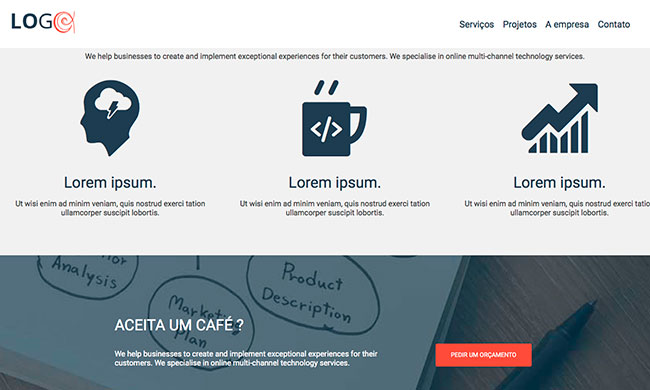 LOGO
Serviços Projetos A empresa Contato
We help businesses to create and implement exceptional experiences for their customers. We specialise in online multi-channel technology services.
</>
Lorem ipsum. Lorem ipsum. Lorem ipsum.
Ut wisi enim ad minim veniam, quis nostrud exerci tation
ullamcorper suscipit lobortis.
Ut wisi enim ad minim veniam, quis nostrud exerci tation
ullamcorper suscipit lobortis.
Ut wisi enim ad minim veniam, quis nostrud exerci tation
ullamcorper suscipit lobortis.
Analysis
Product
Description
Marketing
Plan
ACEITA UM CAFÉ ?
We help businesses to create and implement exceptional experiences for their
customers. We specialise in online multi-channel technology services.
PEDIR UM ORÇAMENTO